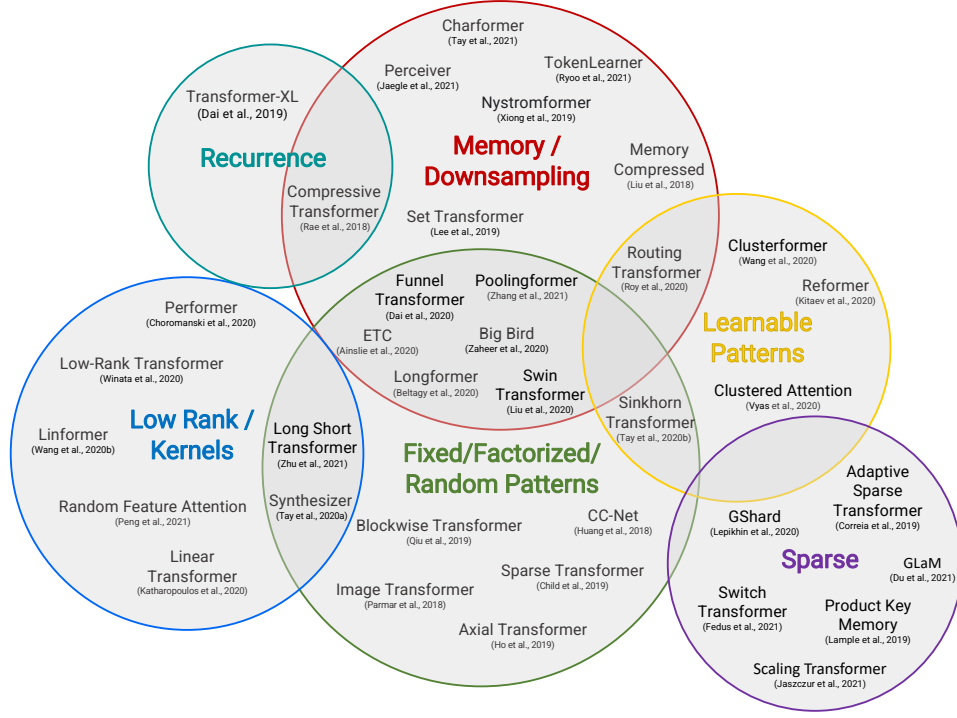 Charformer
(Tay et al., 2021)
TokenLearner
(Ryoo et al., 2021)
Perceiver
(Jaegle et al., 2021)
Transformer-XL
(Dai et al., 2019)
Nystromformer
(Xiong et al., 2019)
Recurrence
Memory /
Downsampling
Memory
Compressed
(Liu et al., 2018)
Compressive
Transformer
(Rae et al., 2018)
Set Transformer
(Lee et al., 2019)
Routing
Transformer
(Roy et al., 2020)
Clusterformer
(Wang et al., 2020)
Reformer
(Kitaev et al., 2020)
Funnel
Transformer
(Dai et al., 2020)
Poolingformer
(Zhang et al., 2021)
Performer
(Choromanski et al., 2020)
ETC
(Ainslie et al., 2020)
Big Bird
(Zaheer et al., 2020)
Learnable
Patterns
Low-Rank Transformer
(Winata et al., 2020)
Longformer
(Beltagy et al., 2020)
Swin
Transformer
(Liu et al., 2020)
Clustered Attention
(Vyas et al., 2020)
Sinkhorn
Transformer
(Tay et al., 2020b)
Low Rank /
Kernels
Linformer
(Wang et al., 2020b)
Long Short
Transformer
(Zhu et al., 2021)
Fixed/Factorized/
Random Patterns
Adaptive
Sparse
Transformer
(Correia et al., 2019)
Random Feature Attention
(Peng et al., 2021)
Synthesizer
(Tay et al., 2020a)
Blockwise Transformer
(Qiu et al., 2019)
CC-Net
(Huang et al., 2018)
GShard
(Lepikhin et al., 2020)
Sparse
GLaM
(Du et al., 2021)
Linear
Transformer
(Katharopoulos et al., 2020)
Image Transformer
(Parmar et al., 2018)
Sparse Transformer
(Child et al., 2019)
Switch
Transformer
(Fedus et al., 2021)
Product Key
Memory
(Lample et al., 2019)
Axial Transformer
(Ho et al., 2019)
Scaling Transformer
(Jaszczur et al., 2021)